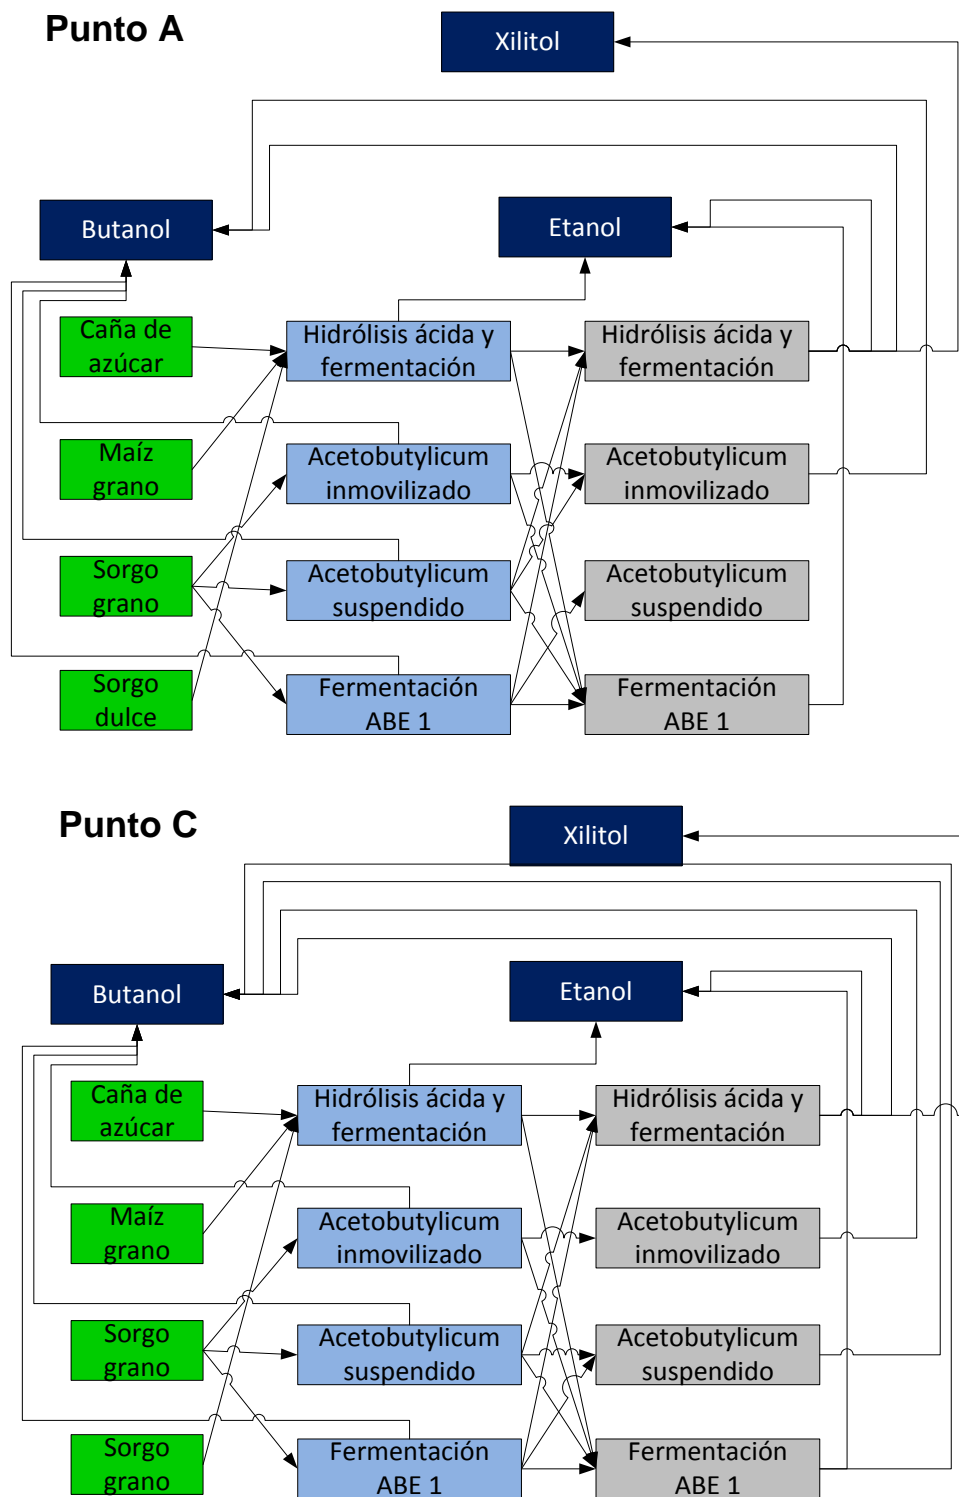 Punto A
Xilitol
Butanol
Etanol
Caña de
azúcar
Hidrólisis ácida y
fermentación
Hidrólisis ácida y
fermentación
Maíz
grano
Acetobutylicum
inmovilizado
Acetobutylicum
inmovilizado
Sorgo
grano
Acetobutylicum
suspendido
Acetobutylicum
suspendido
Sorgo
dulce
Fermentación
ABE 1
Fermentación
ABE 1
Punto C
Xilitol
Butanol
Etanol
Caña de
azúcar
Hidrólisis ácida y
fermentación
Hidrólisis ácida y
fermentación
Maíz
grano
Acetobutylicum
inmovilizado
Acetobutylicum
inmovilizado
Sorgo
grano
Acetobutylicum
suspendido
Acetobutylicum
suspendido
Sorgo
grano
Fermentación
ABE 1
Fermentación
ABE 1